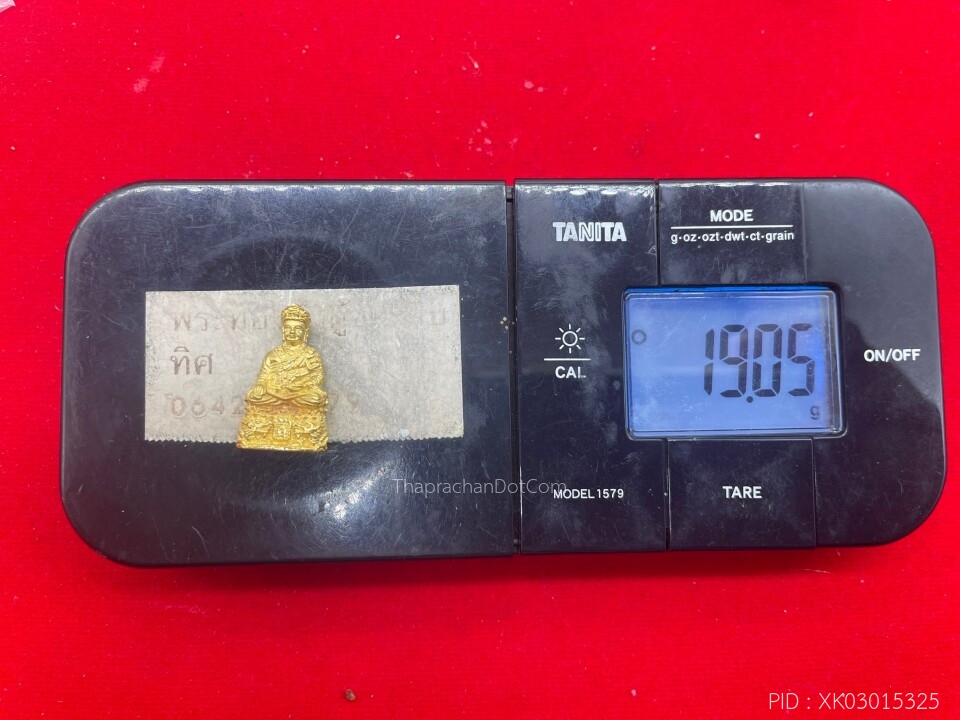 TANITA
MODE
g·oz·ozt·dwt·ct·grain
CAL
19.05
g
ON/OFF
MODEL 1579
TARE
ทิศ
ThaprachanDotCom
PID : XK03015325